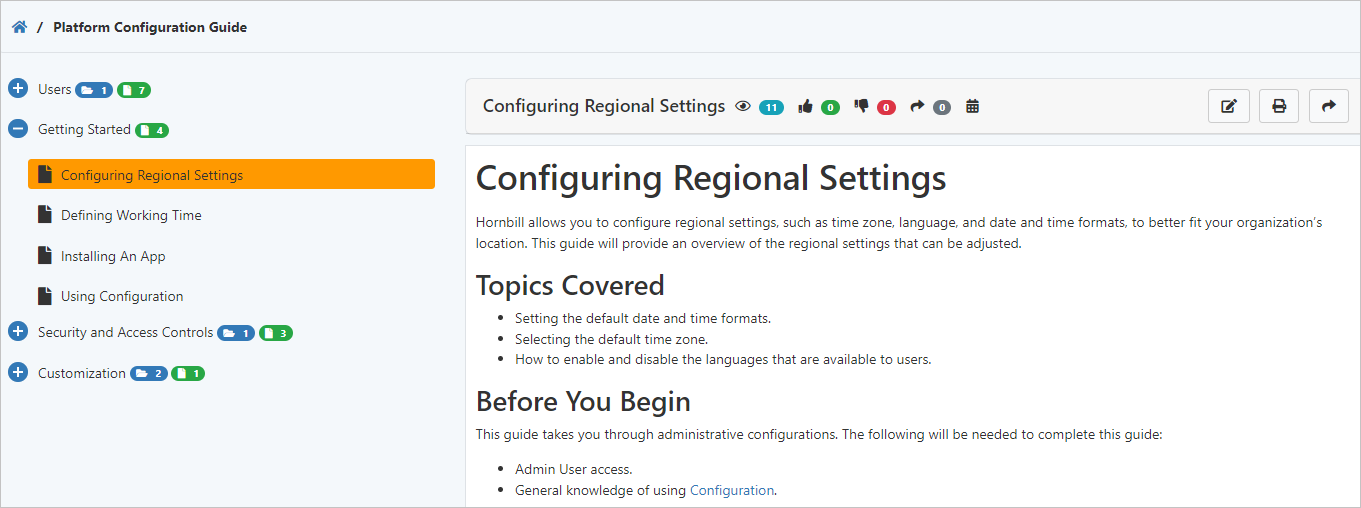 / Platform Configuration Guide
Users 1 7
Getting Started 4
Configuring Regional Settings
Defining Working Time
Installing An App
Using Configuration
Security and Access Controls 1 3
Customization 2 1
Configuring Regional Settings 11 0 0 0
Configuring Regional Settings
Hornbill allows you to configure regional settings, such as time zone, language, and date and time formats, to better fit your organization's
location. This guide will provide an overview of the regional settings that can be adjusted.
Topics Covered
• Setting the default date and time formats.
• Selecting the default time zone.
• How to enable and disable the languages that are available to users.
Before You Begin
This guide takes you through administrative configurations. The following will be needed to complete this guide:
• Admin User access.
• General knowledge of using Configuration.